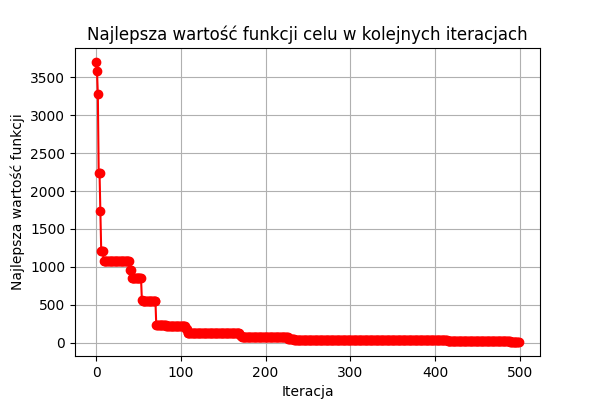 Najlepsza wartość funkcji celu w kolejnych iteracjach
Najlepsza wartość funkcji
3500
3000
2500
2000
1500
1000
500
0
0 100 200 300 400 500
Iteracja